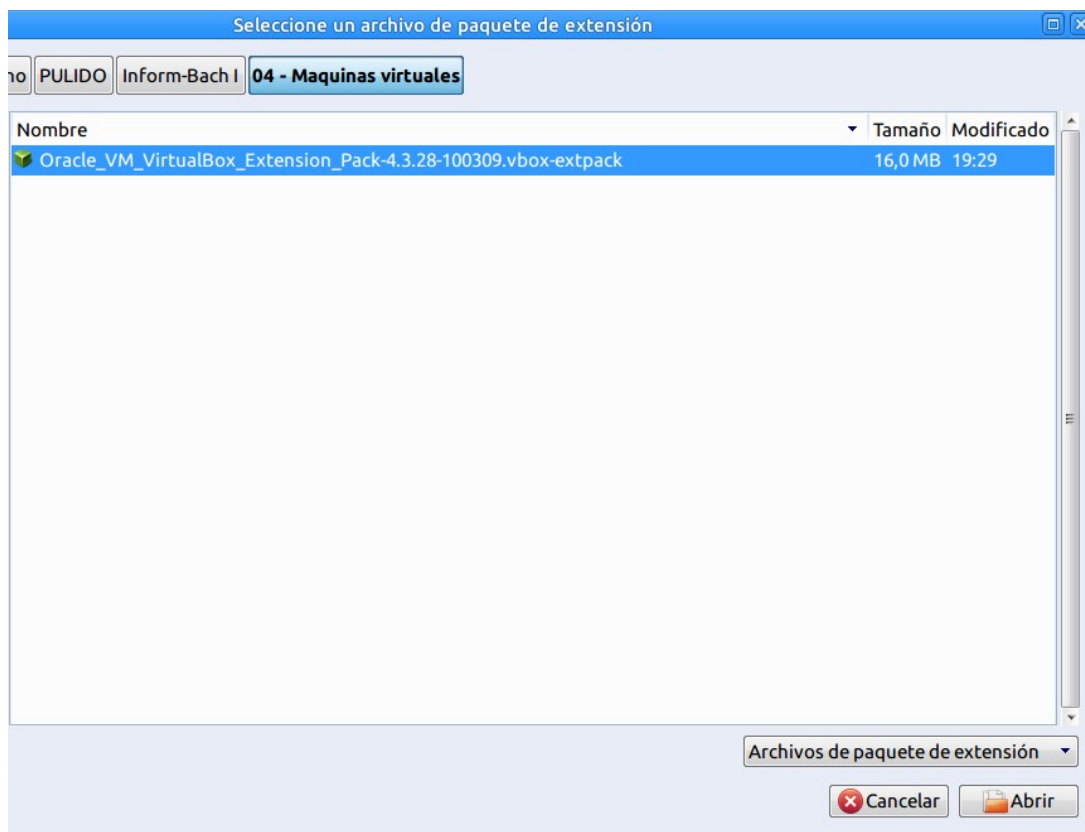 Seleccione un archivo de paquete de extensión
no PULIDO Inform-Bach I 04 - Maquinas virtuales
Nombre Tamaño Modificado
Oracle_VM_VirtualBox_Extension_Pack-4.3.28-100309.vbox-extpack 16,0 MB 19:29
Archivos de paquete de extensión
Cancelar Abrir